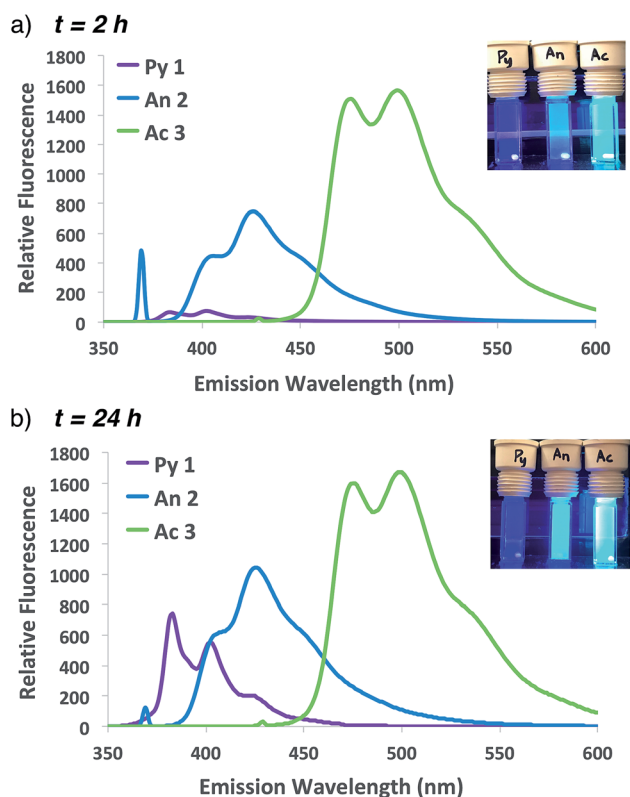 a) t = 2 h
1800
1600
1400
1200
1000
800
600
400
200
0
Relative Fluorescence
Py 1
An 2
Ac 3
Py An Ac
350 400 450 500 550 600
Emission Wavelength (nm)
b) t = 24 h
1800
1600
1400
1200
1000
800
600
400
200
0
Relative Fluorescence
Py 1
An 2
Ac 3
Py An Ac
350 400 450 500 550 600
Emission Wavelength (nm)